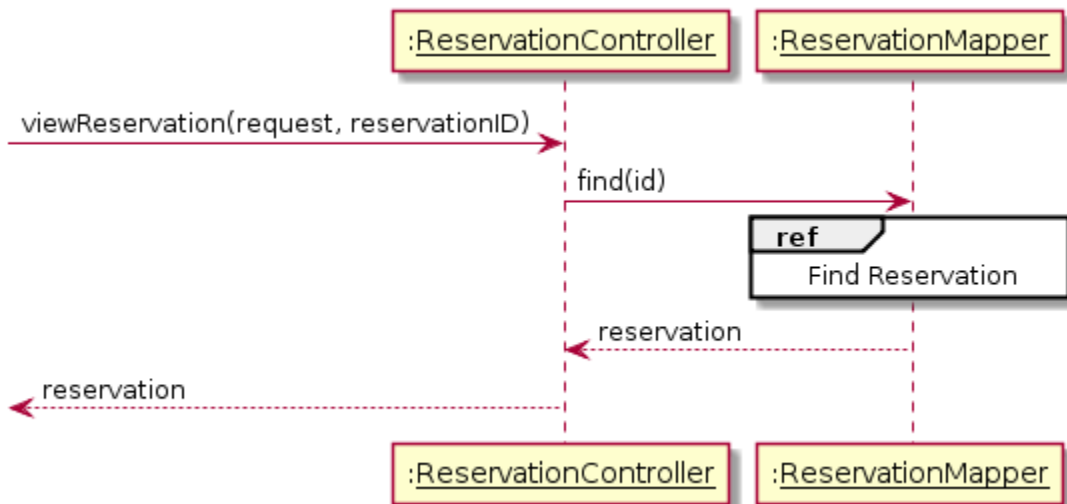 :ReservationController :ReservationMapper
viewReservation(request, reservationID)
find(id)
ref
Find Reservation
reservation
reservation
:ReservationController :ReservationMapper